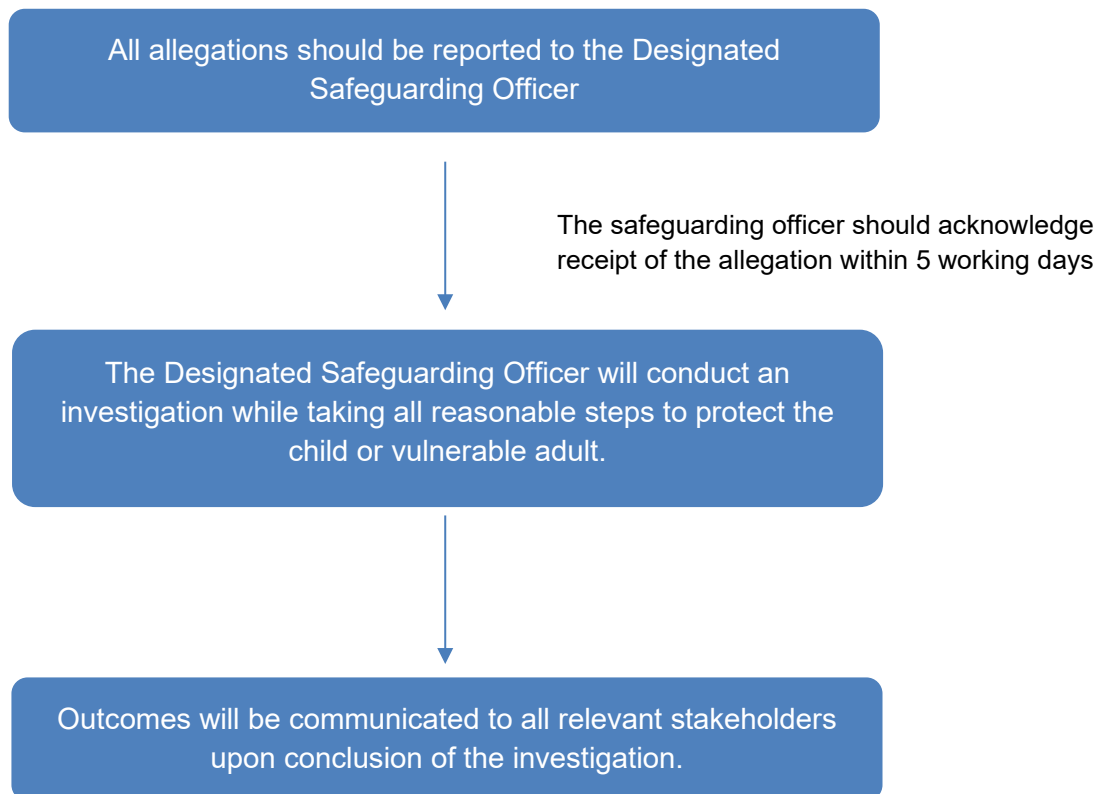 All allegations should be reported to the Designated
Safeguarding Officer
The safeguarding officer should acknowledge
receipt of the allegation within 5 working days
The Designated Safeguarding Officer will conduct an
investigation while taking all reasonable steps to protect the
child or vulnerable adult.
Outcomes will be communicated to all relevant stakeholders
upon conclusion of the investigation.